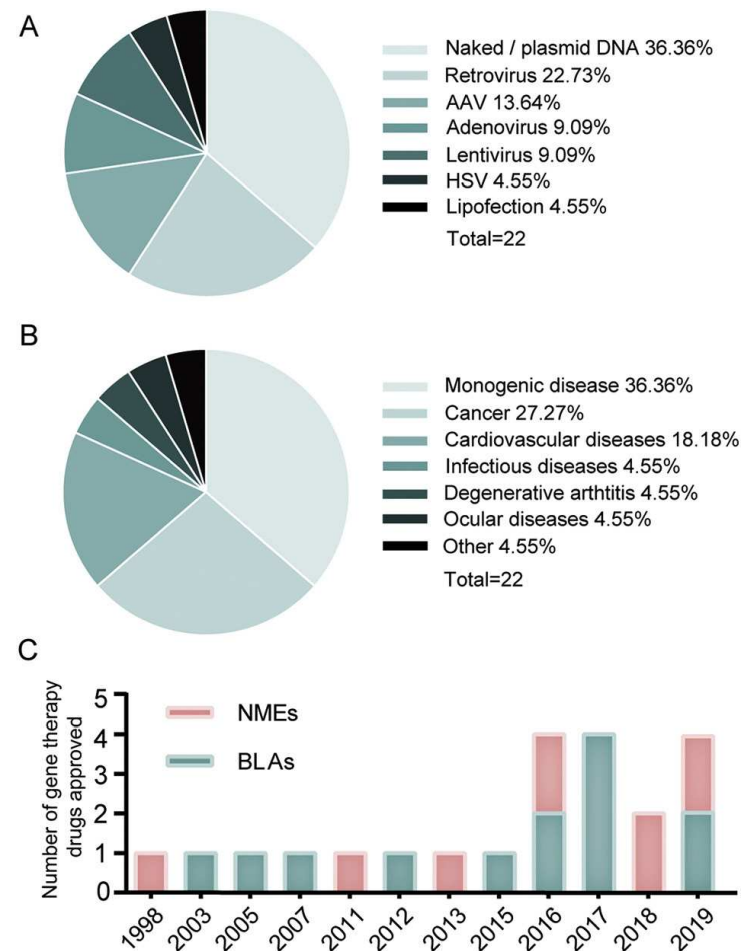 A
Naked / plasmid DNA 36.36%
Retrovirus 22.73%
AAV 13.64%
Adenovirus 9.09%
Lentivirus 9.09%
HSV 4.55%
Lipofection 4.55%
Total=22
B
Monogenic disease 36.36%
Cancer 27.27%
Cardiovascular diseases 18.18%
Infectious diseases 4.55%
Degenerative arthtitis 4.55%
Ocular diseases 4.55%
Other 4.55%
Total=22
C
Number of gene therapy
drugs approved
5
4
3
2
1
0
NMEs
BLAs
1998
2003
2005
2007
2011
2012
2013
2015
2016
2017
2018
2019